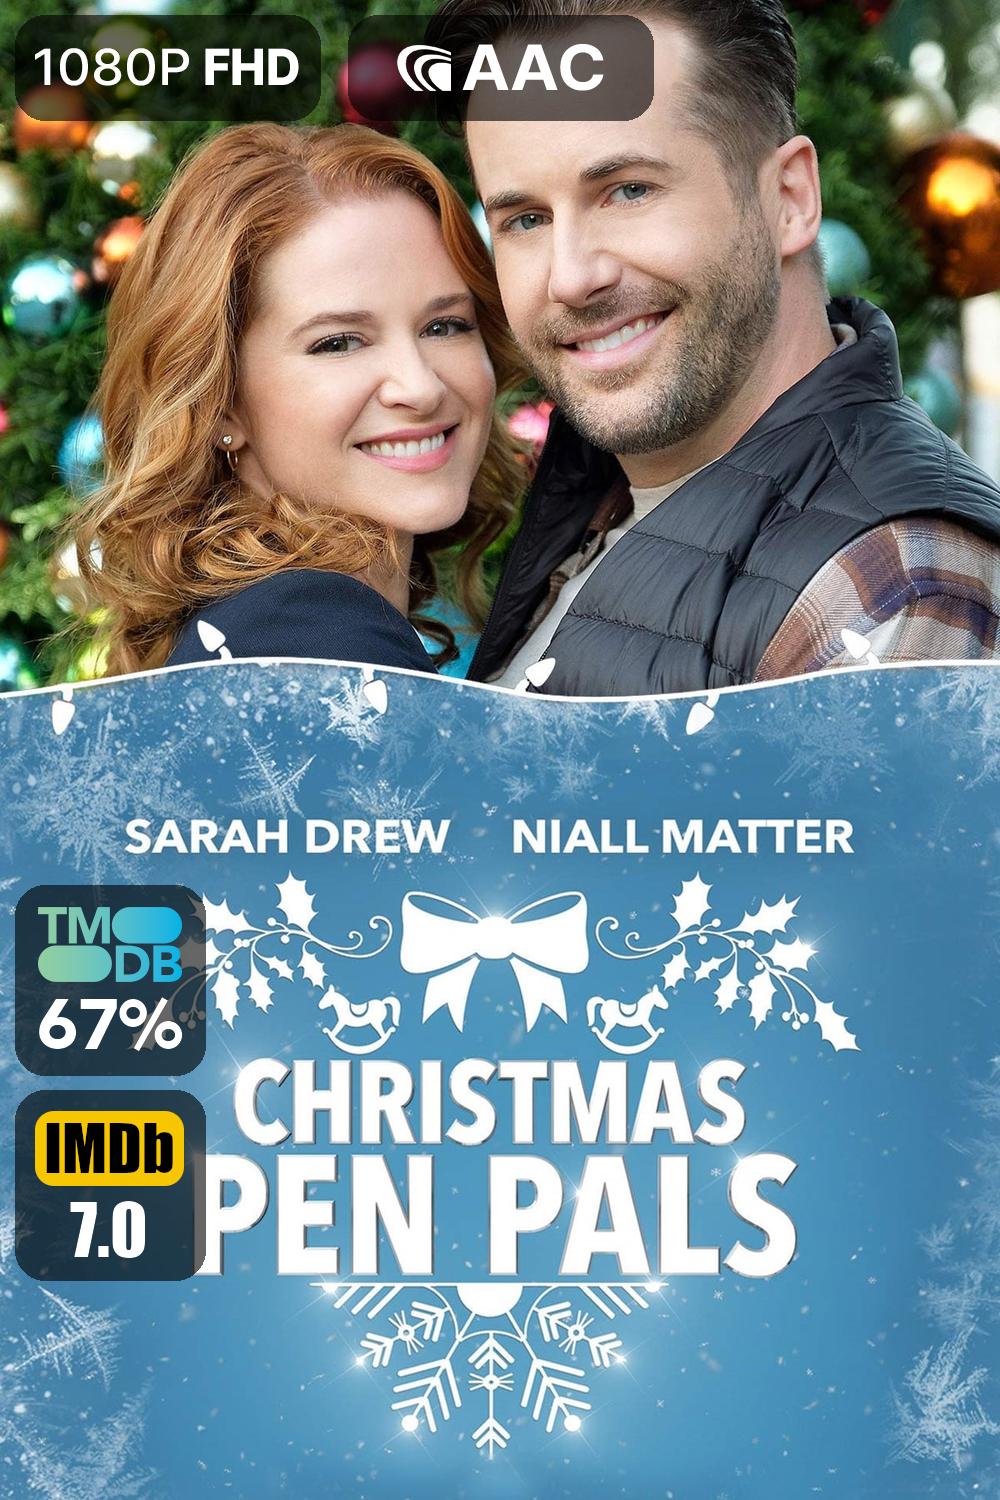 1080P FHD
AAC
SARAH DREW NIALL MATTER
TMDB
67%
CHRISTMAS
IMDb
PEN PALS
7.0